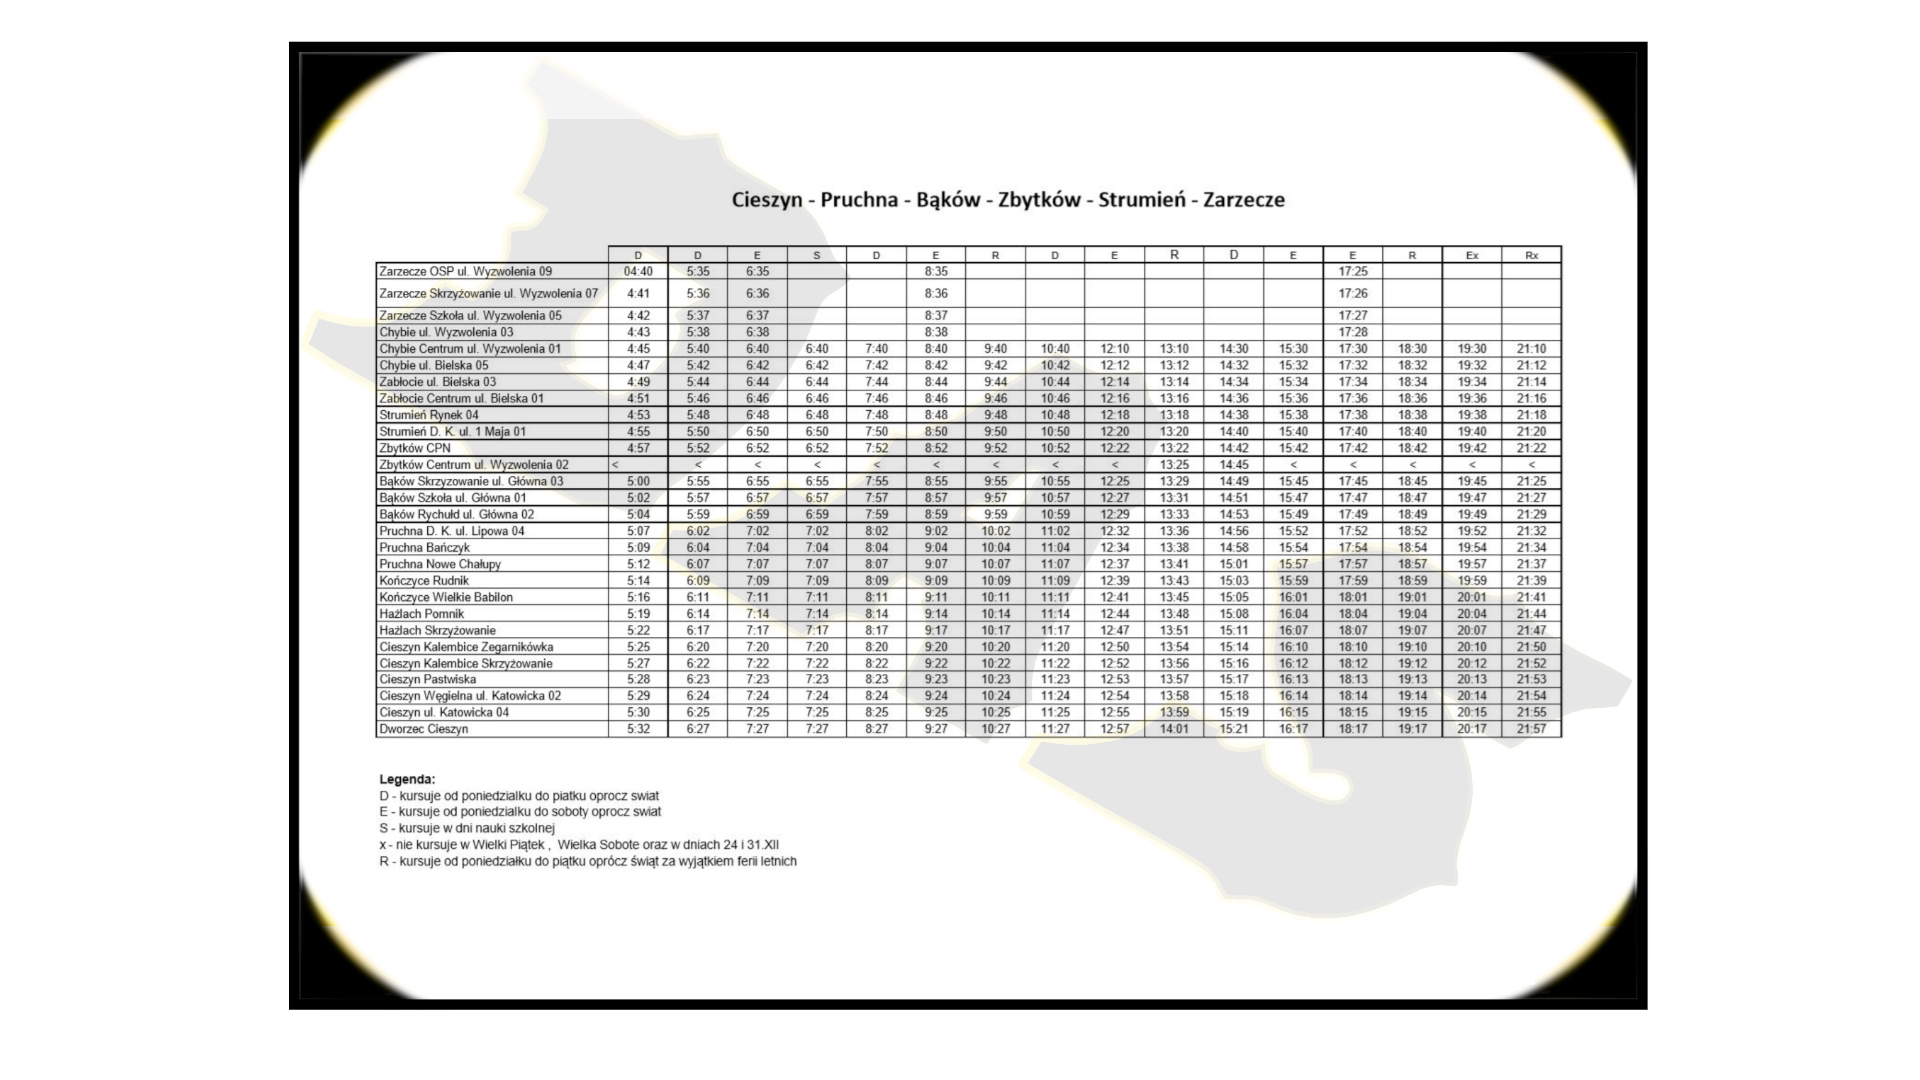 Cieszyn - Pruchna - Bąków - Zbytków - Strumień - Zarzecze
D D E S D E R D E R D E E R Ex Rx
Zarzecze OSP ul. Wyzwolenia 09 04:40 5:35 6:35 8:35 17:25
Zarzecze Skrzyżowanie ul. Wyzwolenia 07 4:41 5:36 6:36 8:36 17:26
Zarzecze Szkoła ul. Wyzwolenia 05 4:42 5:37 6:37 8:37 17:27
Chybie ul. Wyzwolenia 03 4:43 5:38 6:38 8:38 17:28
Chybie Centrum ul. Wyzwolenia 01 4:45 5:40 6:40 6:40 7:40 8:40 9:40 10:40 12:10 13:10 14:30 15:30 17:30 18:30 19:30 21:10
Chybie ul. Bielska 05 4:47 5:42 6:42 6:42 7:42 8:42 9:42 10:42 12:12 13:12 14:32 15:32 17:32 18:32 19:32 21:12
Zabłocie ul. Bielska 03 4:49 5:44 6:44 6:44 7:44 8:44 9:44 10:44 12:14 13:14 14:34 15:34 17:34 18:34 19:34 21:14
Zabłocie Centrum ul. Bielska 01 4:51 5:46 6:46 6:46 7:46 8:46 9:46 10:46 12:16 13:16 14:36 15:36 17:36 18:36 19:36 21:16
Strumień Rynek 04 4:53 5:48 6:48 6:48 7:48 8:48 9:48 10:48 12:18 13:18 14:38 15:38 17:38 18:38 19:38 21:18
Strumień D. K. ul. 1 Maja 01 4:55 5:50 6:50 6:50 7:50 8:50 9:50 10:50 12:20 13:20 14:40 15:40 17:40 18:40 19:40 21:20
Zbytków CPN 4:57 5:52 6:52 6:52 7:52 8:52 9:52 10:52 12:22 13:22 14:42 15:42 17:42 18:42 19:42 21:22
Zbytków Centrum ul. Wyzwolenia 02 < < < < < < < < < 13:25 14:45 < < < < <
Bąków Skrzyzowanie ul. Główna 03 5:00 5:55 6:55 6:55 7:55 8:55 9:55 10:55 12:25 13:29 14:49 15:45 17:45 18:45 19:45 21:25
Bąków Szkoła ul. Główna 01 5:02 5:57 6:57 6:57 7:57 8:57 9:57 10:57 12:27 13:31 14:51 15:47 17:47 18:47 19:47 21:27
Bąków Rychułd ul. Główna 02 5:04 5:59 6:59 6:59 7:59 8:59 9:59 10:59 12:29 13:33 14:53 15:49 17:49 18:49 19:49 21:29
Pruchna D. K. ul. Lipowa 04 5:07 6:02 7:02 7:02 8:02 9:02 10:02 11:02 12:32 13:36 14:56 15:52 17:52 18:52 19:52 21:32
Pruchna Bańczyk 5:09 6:04 7:04 7:04 8:04 9:04 10:04 11:04 12:34 13:38 14:58 15:54 17:54 18:54 19:54 21:34
Pruchna Nowe Chałupy 5:12 6:07 7:07 7:07 8:07 9:07 10:07 11:07 12:37 13:41 15:01 15:57 17:57 18:57 19:57 21:37
Kończyce Rudnik 5:14 6:09 7:09 7:09 8:09 9:09 10:09 11:09 12:39 13:43 15:03 15:59 17:59 18:59 19:59 21:39
Kończyce Wielkie Babilon 5:16 6:11 7:11 7:11 8:11 9:11 10:11 11:11 12:41 13:45 15:05 16:01 18:01 19:01 20:01 21:41
Hażlach Pomnik 5:19 6:14 7:14 7:14 8:14 9:14 10:14 11:14 12:44 13:48 15:08 16:04 18:04 19:04 20:04 21:44
Hażlach Skrzyżowanie 5:22 6:17 7:17 7:17 8:17 9:17 10:17 11:17 12:47 13:51 15:11 16:07 18:07 19:07 20:07 21:47
Cieszyn Kalembice Zegarnikówka 5:25 6:20 7:20 7:20 8:20 9:20 10:20 11:20 12:50 13:54 15:14 16:10 18:10 19:10 20:10 21:50
Cieszyn Kalembice Skrzyżowanie 5:27 6:22 7:22 7:22 8:22 9:22 10:22 11:22 12:52 13:56 15:16 16:12 18:12 19:12 20:12 21:52
Cieszyn Pastwiska 5:28 6:23 7:23 7:23 8:23 9:23 10:23 11:23 12:53 13:57 15:17 16:13 18:13 19:13 20:13 21:53
Cieszyn Węgielna ul. Katowicka 02 5:29 6:24 7:24 7:24 8:24 9:24 10:24 11:24 12:54 13:58 15:18 16:14 18:14 19:14 20:14 21:54
Cieszyn ul. Katowicka 04 5:30 6:25 7:25 7:25 8:25 9:25 10:25 11:25 12:55 13:59 15:19 16:15 18:15 19:15 20:15 21:55
Dworzec Cieszyn 5:32 6:27 7:27 7:27 8:27 9:27 10:27 11:27 12:57 14:01 15:21 16:17 18:17 19:17 20:17 21:57
Legenda:
D - kursuje od poniedzialku do piatku oprocz swiat
E - kursuje od poniedzialku do soboty oprocz swiat
S - kursuje w dni nauki szkolnej
x - nie kursuje w Wielki Piątek , Wielka Sobote oraz w dniach 24 i 31.XII
R - kursuje od poniedziałku do piątku oprócz świąt za wyjątkiem ferii letnich